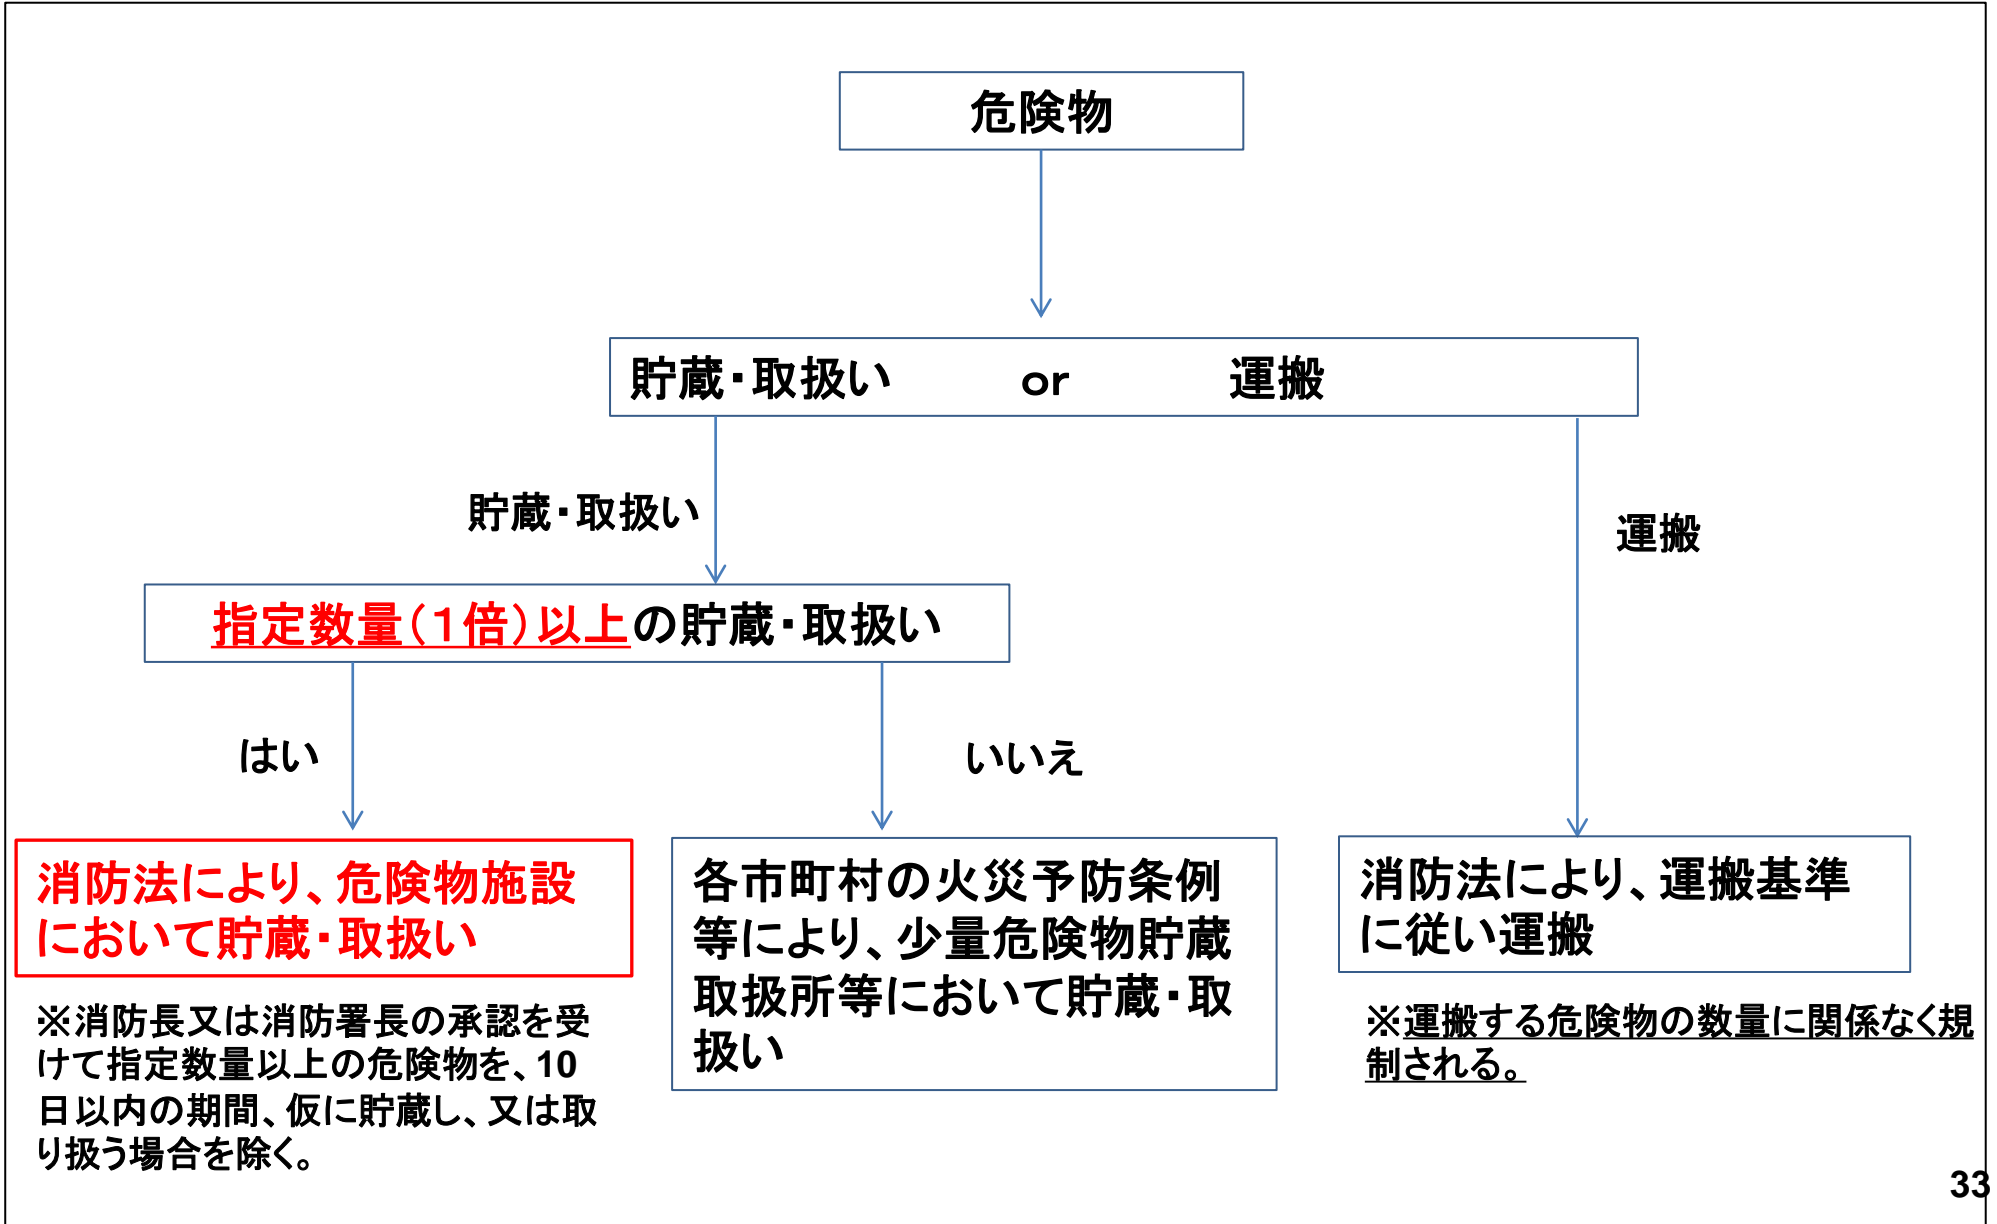 危険物
貯蔵・取扱い or 運搬
貯蔵・取扱い
運搬
指定数量(1倍)以上の貯蔵・取扱い
はい
いいえ
消防法により、危険物施設
において貯蔵・取扱い
各市町村の火災予防条例
等により、少量危険物貯蔵
取扱所等において貯蔵・取
扱い
消防法により、運搬基準
に従い運搬
※消防長又は消防署長の承認を受
けて指定数量以上の危険物を、10
日以内の期間、仮に貯蔵し、又は取
り扱う場合を除く。
※運搬する危険物の数量に関係なく規
制される。
33